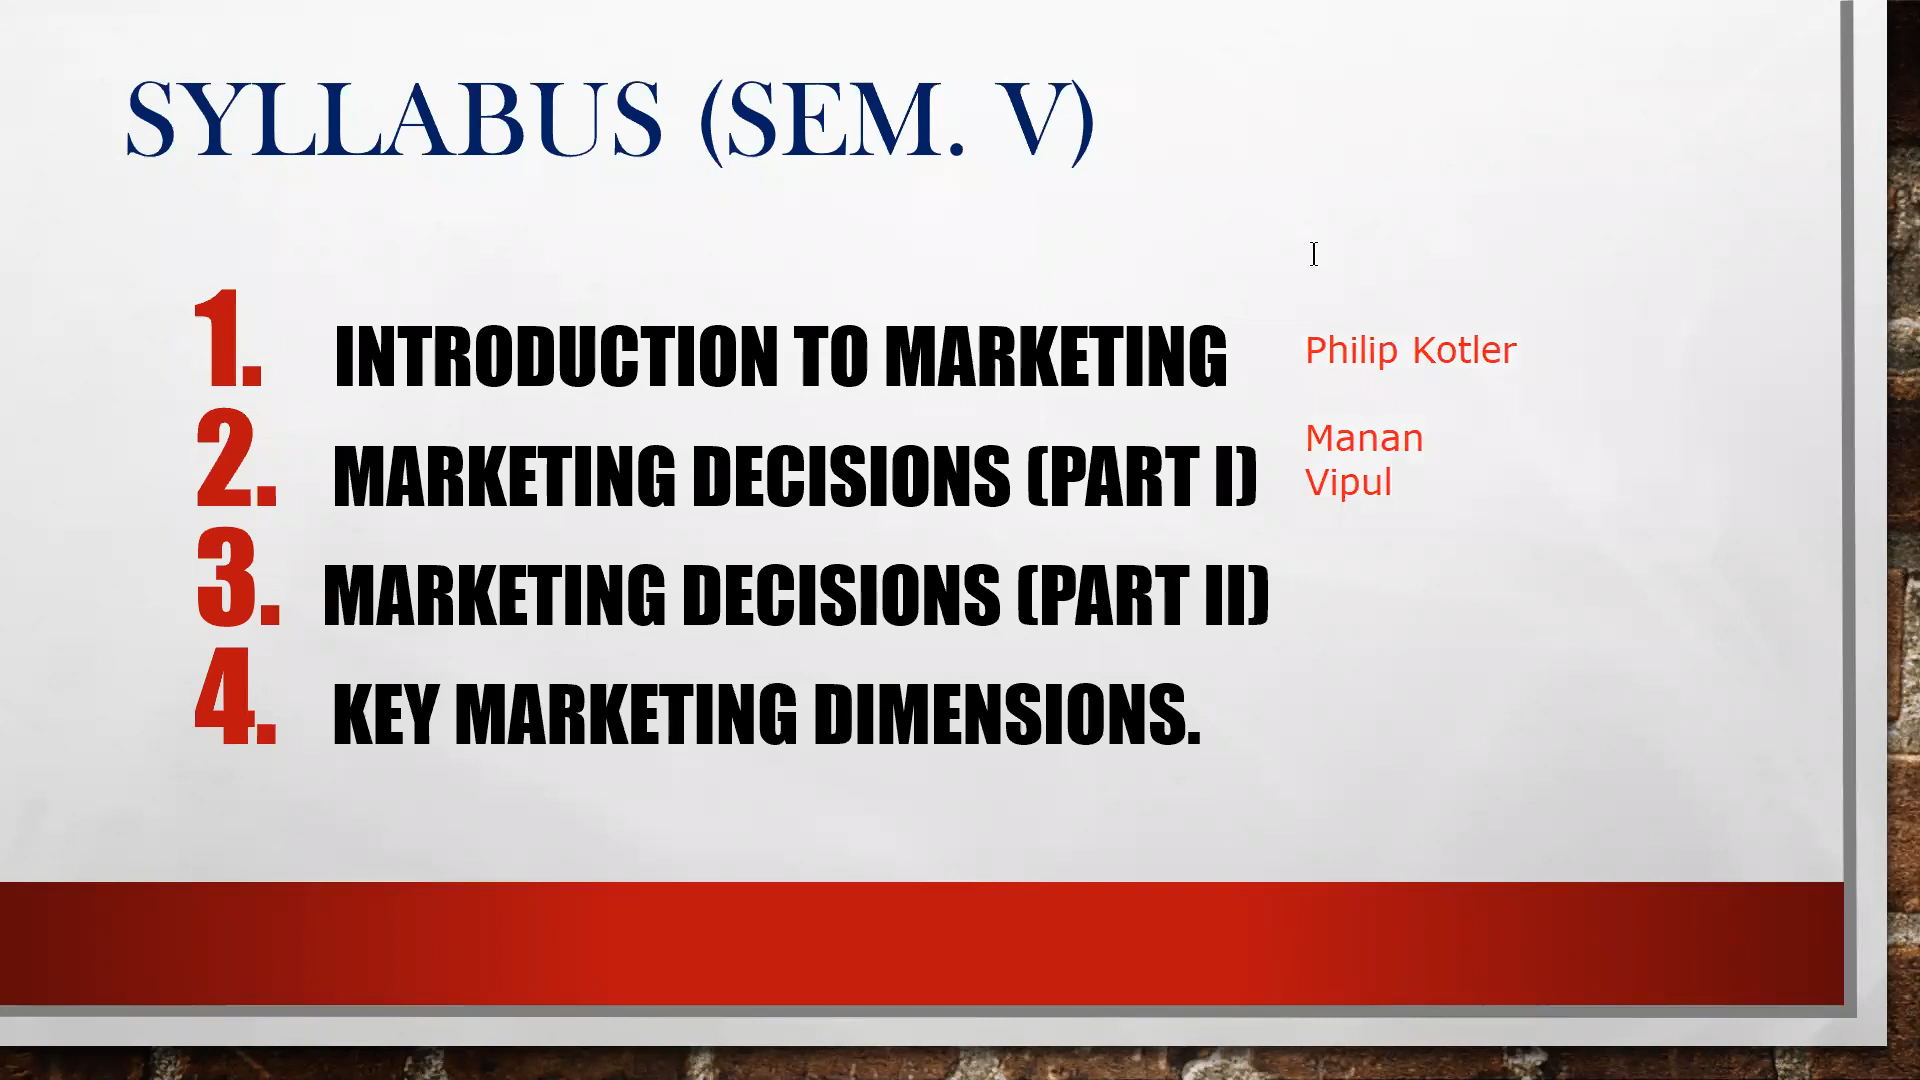 SYLLABUS (SEM. V)
1. INTRODUCTION TO MARKETING
Philip Kotler
2. MARKETING DECISIONS (PART I)
Manan
Vipul
3. MARKETING DECISIONS (PART II)
4. KEY MARKETING DIMENSIONS.